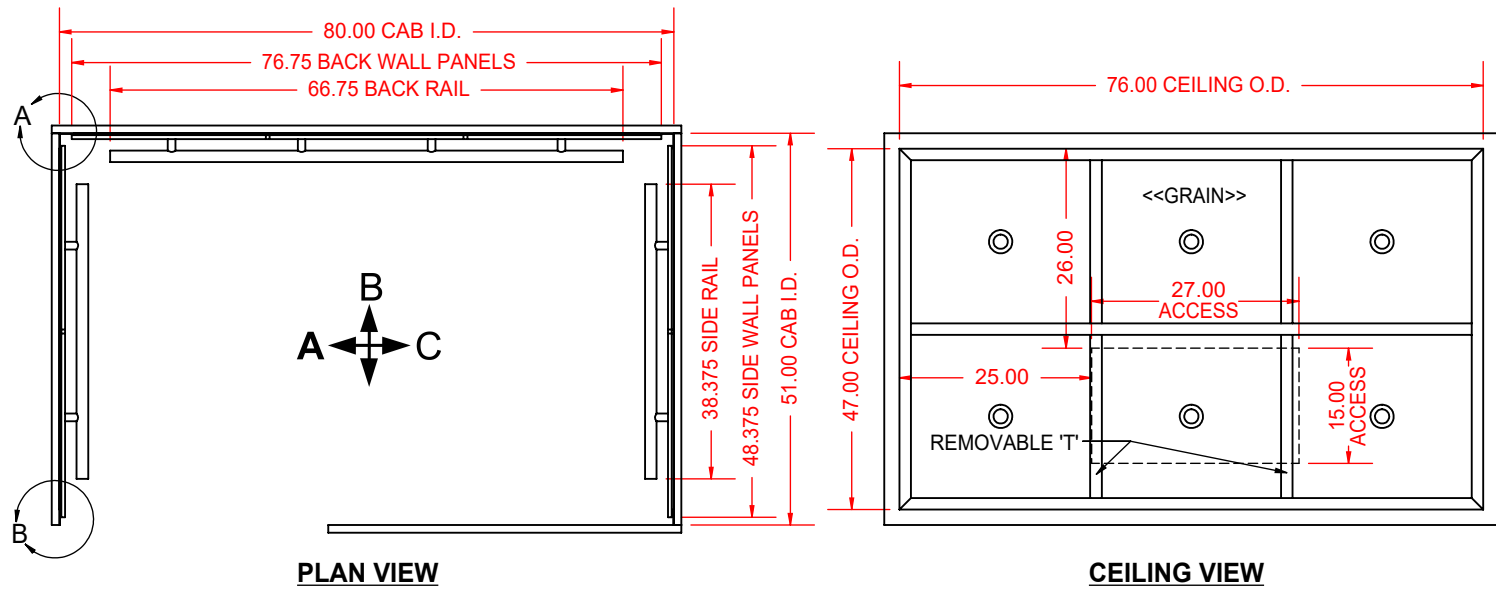 80.00 CAB I.D.
76.75 BACK WALL PANELS
66.75 BACK RAIL
A
B
A
B
C
38.375 SIDE RAIL
48.375 SIDE WALL PANELS
51.00 CAB I.D.
PLAN VIEW
76.00 CEILING O.D.
<<GRAIN>>
47.00 CEILING O.D.
26.00
27.00
ACCESS
25.00
15.00
ACCESS
REMOVABLE 'T'
CEILING VIEW